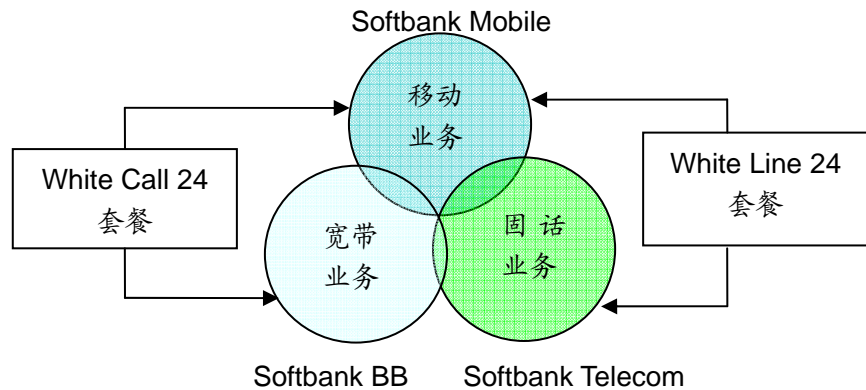 Softbank Mobile
移动
业务
White Call 24
套餐
White Line 24
套餐
宽带
业务
固 话
业务
Softbank BB
Softbank Telecom